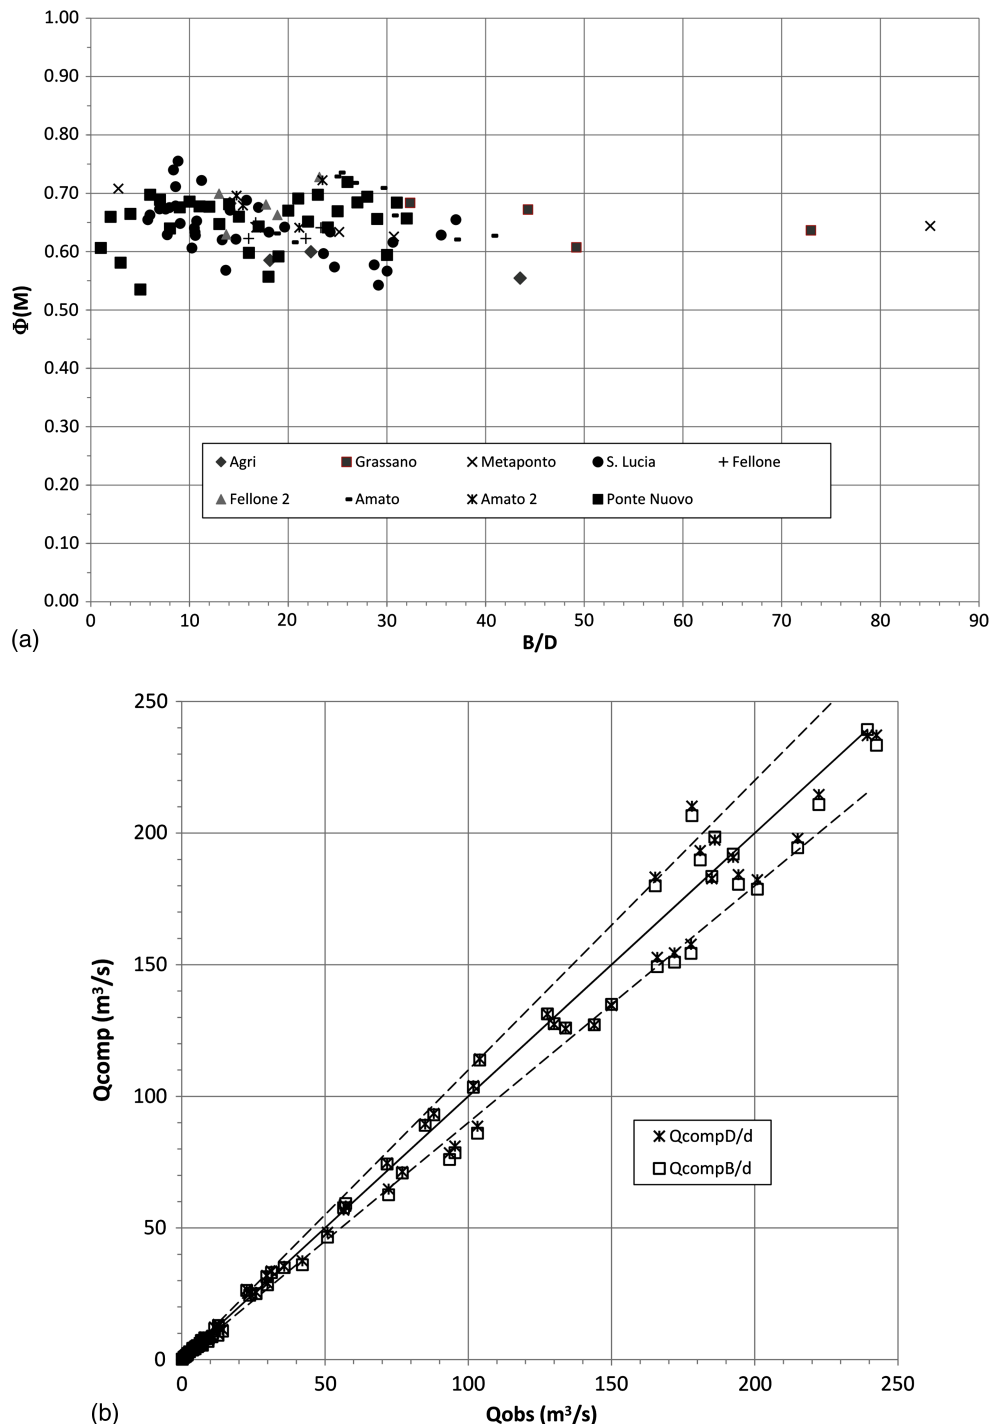 1.00
0.90
0.80
0.70
0.60
0.50
0.40
0.30
0.20
0.10
0.00
Φ(M)
Agri Grassano Metaponto S. Lucia Fellone
Fellone 2 Amato Amato 2 Ponte Nuovo
0 10 20 30 40 50 60 70 80 90
B/D
(a)
250
200
150
100
50
0
Qcomp (m³/s)
QcompD/d
QcompB/d
0 50 100 150 200 250
Qobs (m³/s)
(b)